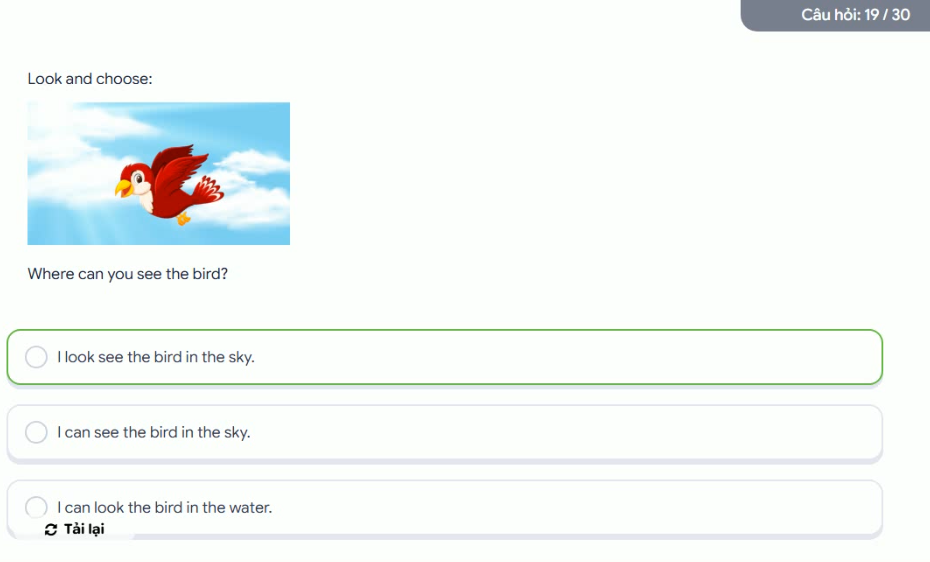 Câu hỏi: 19 / 30
Look and choose:
Where can you see the bird?
I look see the bird in the sky.
I can see the bird in the sky.
I can look the bird in the water.
Tải lại